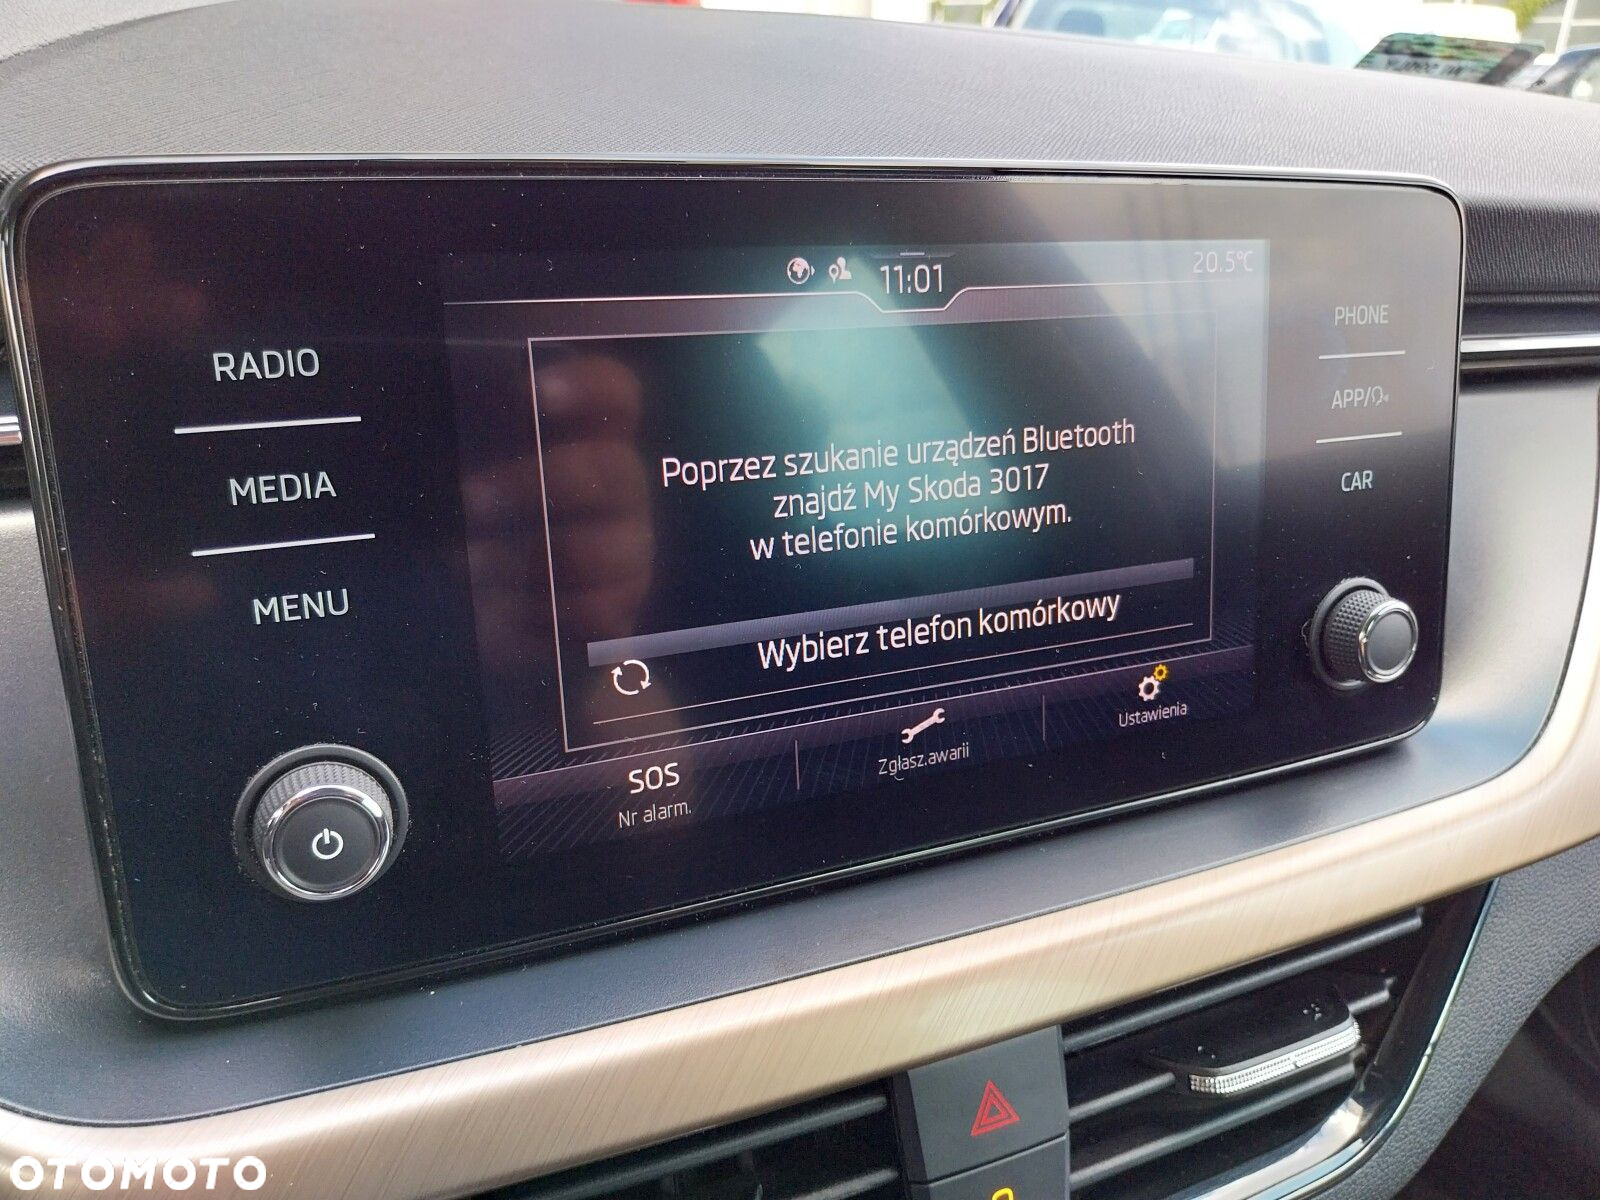 11:01
20.5°C
RADIO
MEDIA
MENU
PHONE
APP/
CAR
Poprzez szukanie urządzeń Bluetooth
znajdź My Skoda 3017
w telefonie komórkowym.
Wybierz telefon komórkowy
SOS
Nr alarm.
Zgłasz.awarii
Ustawienia
OTOMOTO